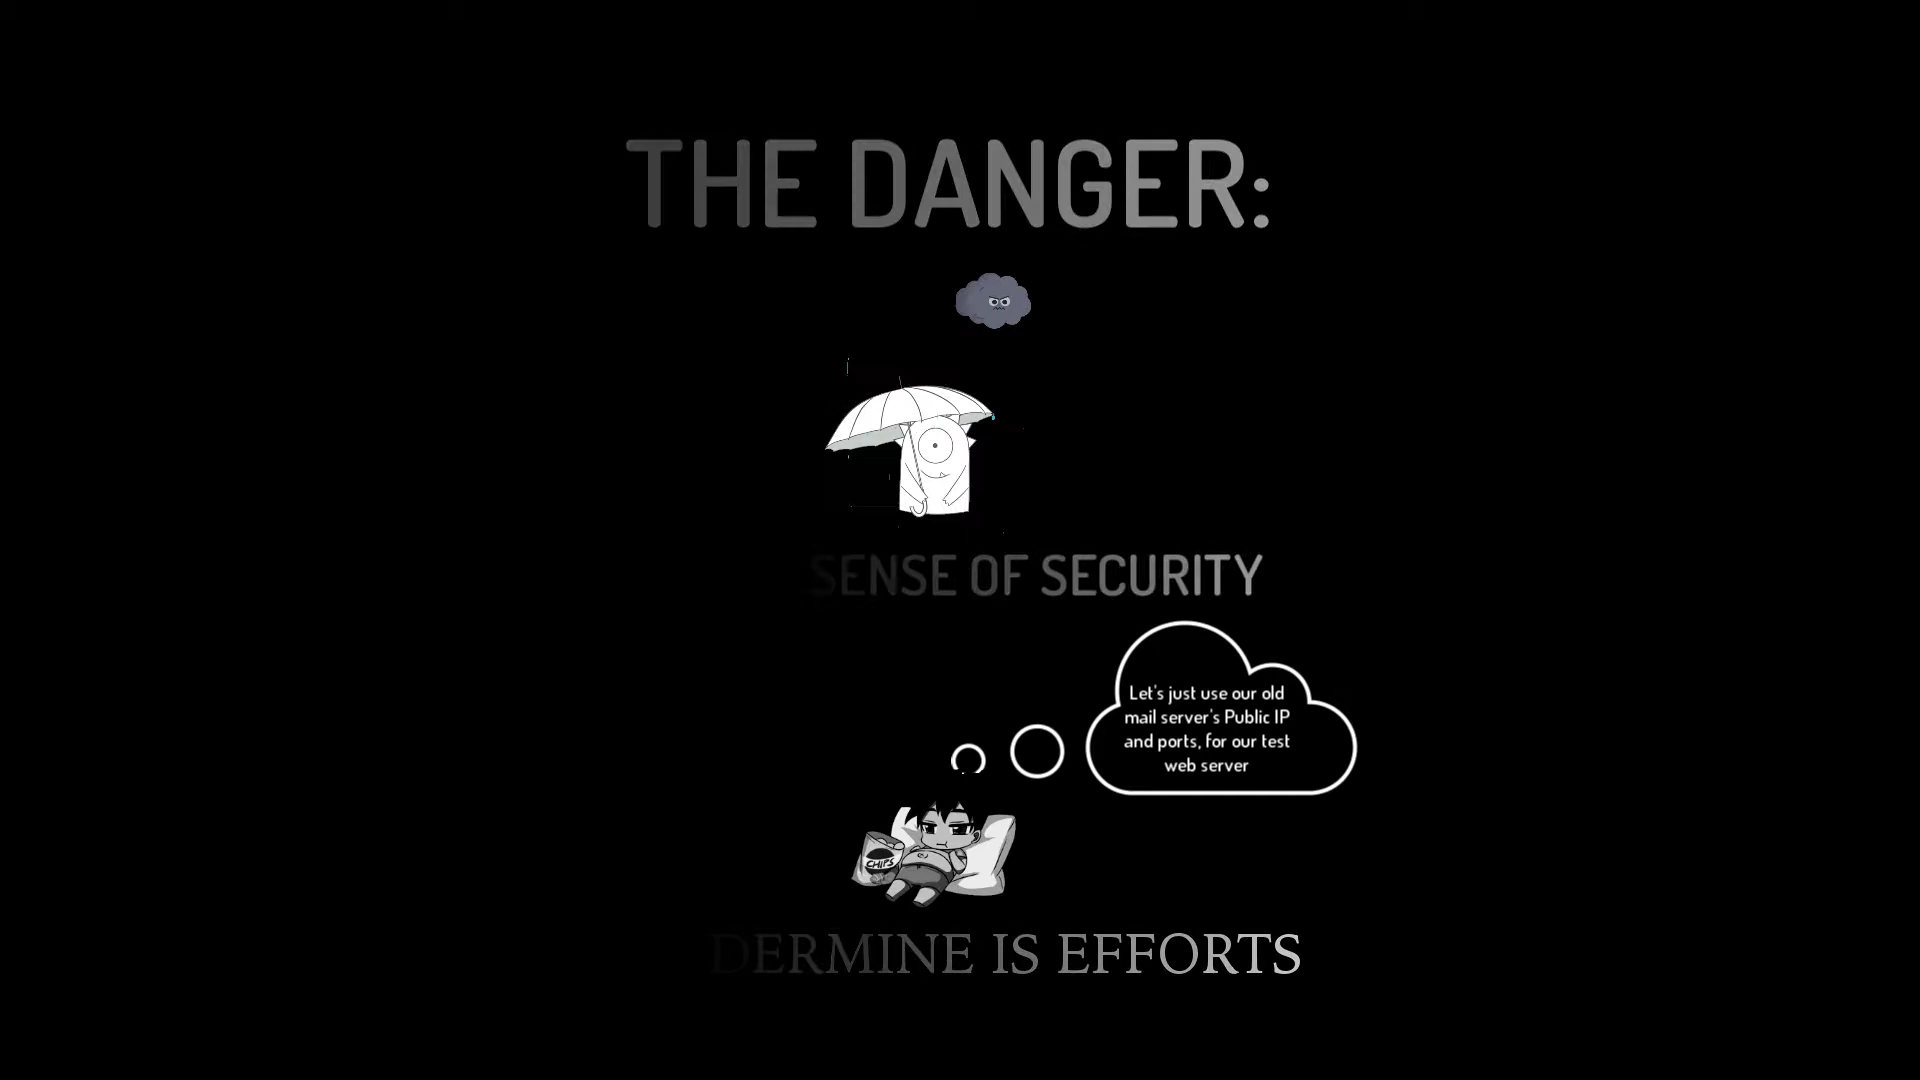 THE DANGER:
SENSE OF SECURITY
Let's just use our old
mail server's Public IP
and ports, for our test
web server
CHIPS
DERMINE IS EFFORTS